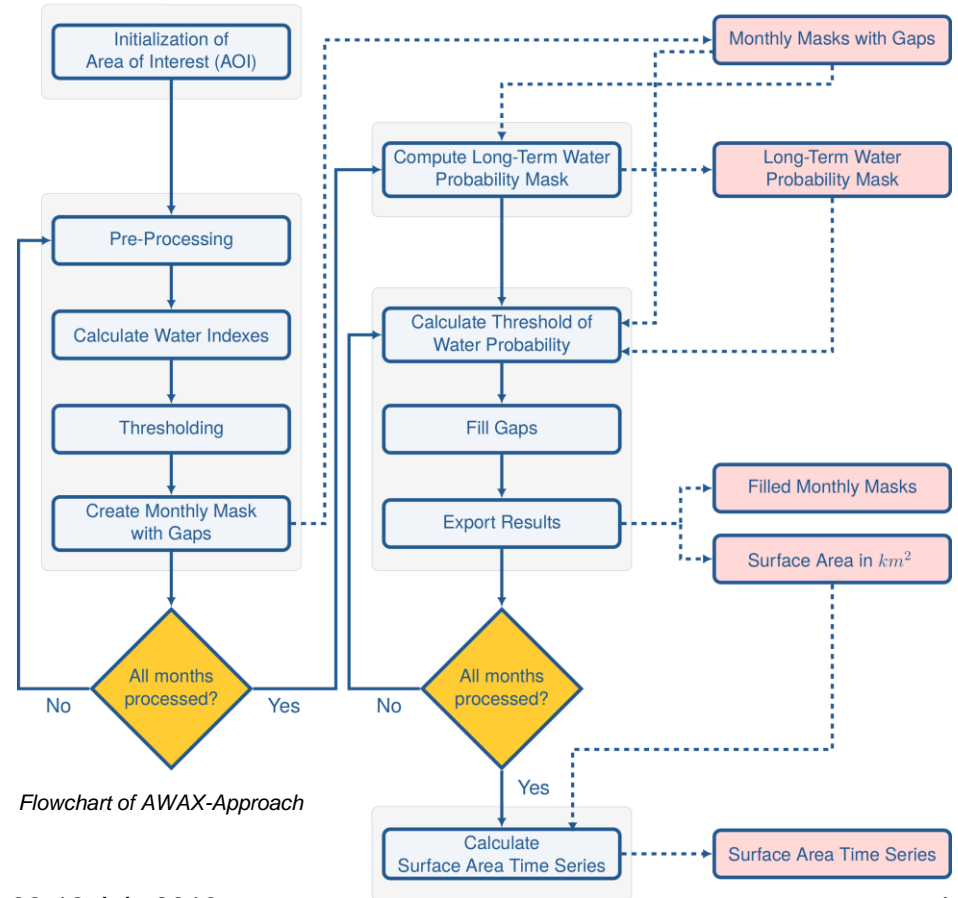 Initialization of
Area of Interest (AOI)
Pre-Processing
Calculate Water Indexes
Thresholding
Create Monthly Mask
with Gaps
All months
processed?
No
Yes
Compute Long-Term Water
Probability Mask
Calculate Threshold of
Water Probability
Fill Gaps
Export Results
All months
processed?
No
Yes
Calculate
Surface Area Time Series
Monthly Masks with Gaps
Long-Term Water
Probability Mask
Filled Monthly Masks
Surface Area in km²
Surface Area Time Series
Flowchart of AWAX-Approach